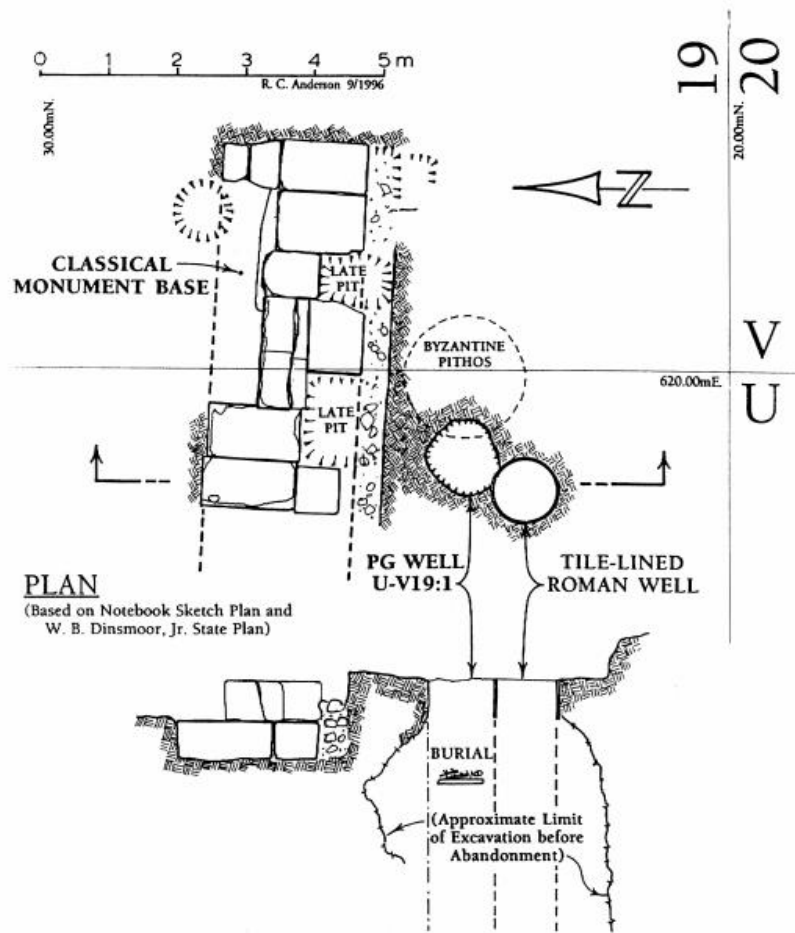 0 1 2 3 4 5 m
R. C. Anderson 9/1996
19
20
30.00mN.
20.00mN.
N
CLASSICAL
MONUMENT BASE
LATE
PIT
BYZANTINE
PITHOS
V
620.00mE.
U
LATE
PIT
PG WELL
U-V19:1
TILE-LINED
ROMAN WELL
PLAN
(Based on Notebook Sketch Plan and
W. B. Dinsmoor, Jr. State Plan)
BURIAL
(Approximate Limit
of Excavation before
Abandonment)